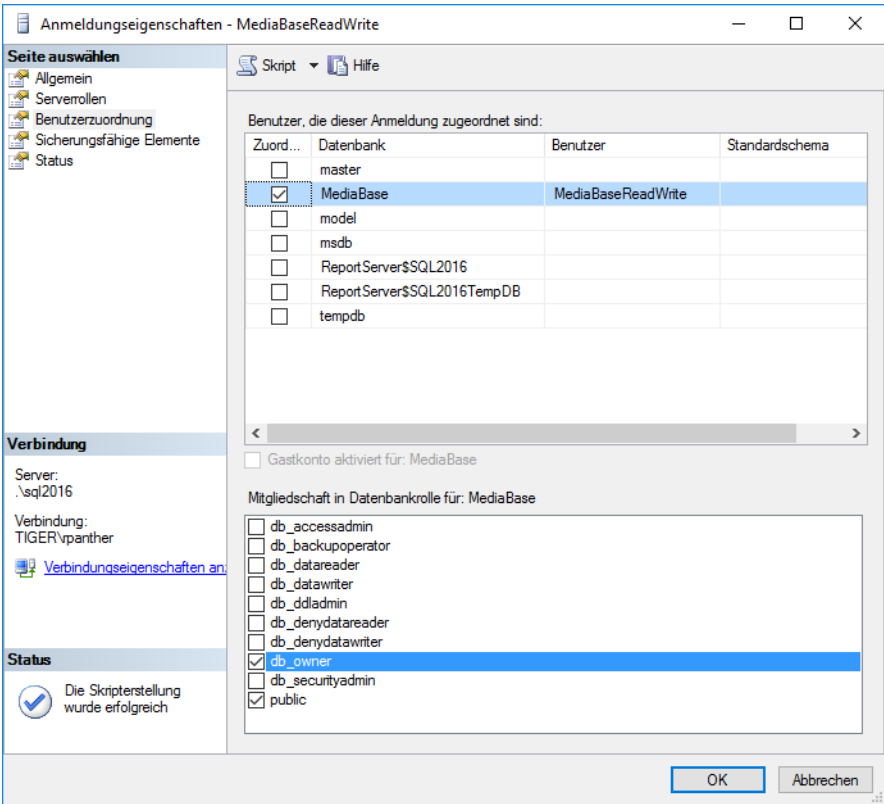 Anmeldungseigenschaften - MediaBaseReadWrite
Seite auswählen
Allgemein
Serverrollen
Benutzerzuordnung
Sicherungsfähige Elemente
Status
Skript
Hilfe
Benutzer, die dieser Anmeldung zugeordnet sind:
Zuord... Datenbank Benutzer Standardschema
master
MediaBase MediaBaseReadWrite
model
msdb
ReportServer$SQL2016
ReportServer$SQL2016TempDB
tempdb
Gastkonto aktiviert für: MediaBase
Mitgliedschaft in Datenbankrolle für: MediaBase
db_accessadmin
db_backupoperator
db_datareader
db_datawriter
db_ddladmin
db_denydatareader
db_denydatawriter
db_owner
db_securityadmin
public
Verbindung
Server:
.\sql2016
Verbindung:
TIGER\rpanther
Verbindungseigenschaften an
Status
Die Skripterstellung
wurde erfolgreich
OK
Abbrechen